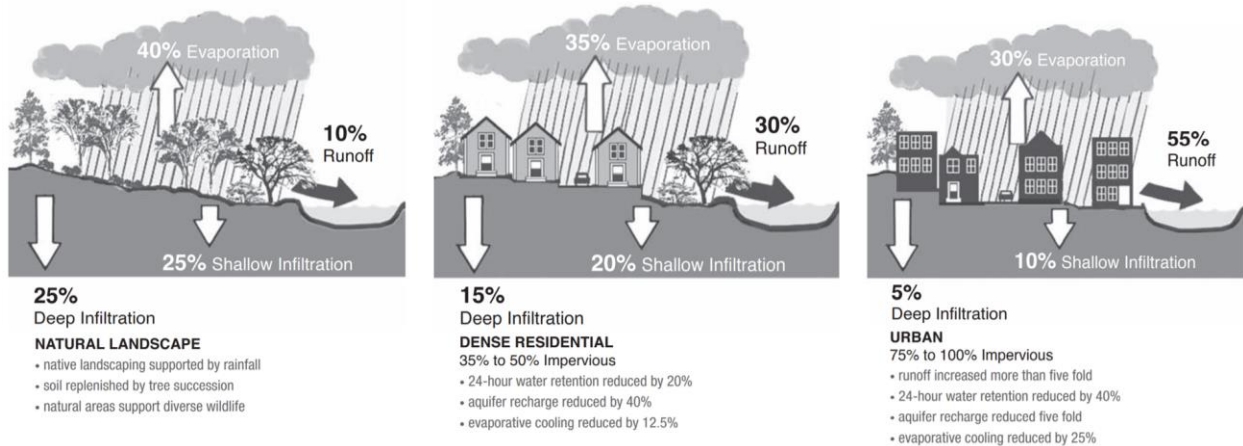 40% Evaporation
10%
Runoff
25% Shallow Infiltration
25%
Deep Infiltration
NATURAL LANDSCAPE
• native landscaping supported by rainfall
• soil replenished by tree succession
• natural areas support diverse wildlife
35% Evaporation
30%
Runoff
20% Shallow Infiltration
15%
Deep Infiltration
DENSE RESIDENTIAL
35% to 50% Impervious
• 24-hour water retention reduced by 20%
• aquifer recharge reduced by 40%
• evaporative cooling reduced by 12.5%
30% Evaporation
55%
Runoff
10% Shallow Infiltration
5%
Deep Infiltration
URBAN
75% to 100% Impervious
• runoff increased more than five fold
• 24-hour water retention reduced by 40%
• aquifer recharge reduced five fold
• evaporative cooling reduced by 25%